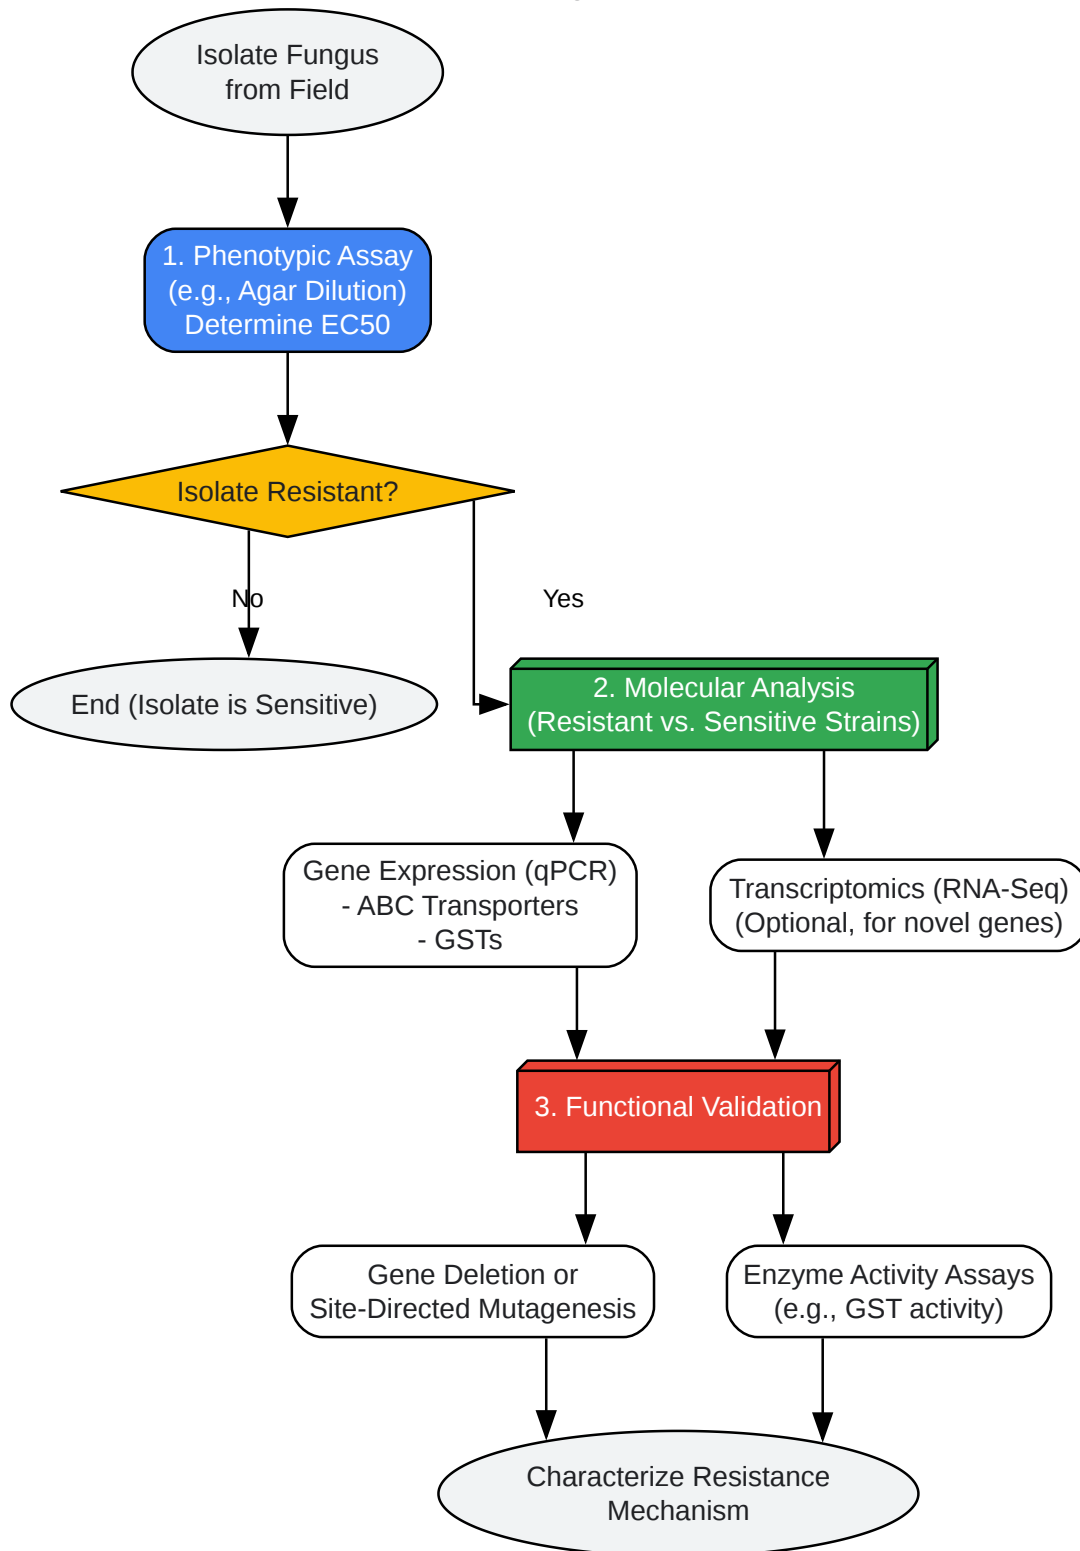 Isolate Fungus
from Field
1. Phenotypic Assay
(e.g., Agar Dilution)
Determine EC50
Isolate Resistant?
No
Yes
End (Isolate is Sensitive)
2. Molecular Analysis
(Resistant vs. Sensitive Strains)
Gene Expression (qPCR)
- ABC Transporters
- GSTs
Transcriptomics (RNA-Seq)
(Optional, for novel genes)
3. Functional Validation
Gene Deletion or
Site-Directed Mutagenesis
Enzyme Activity Assays
(e.g., GST activity)
Characterize Resistance
Mechanism